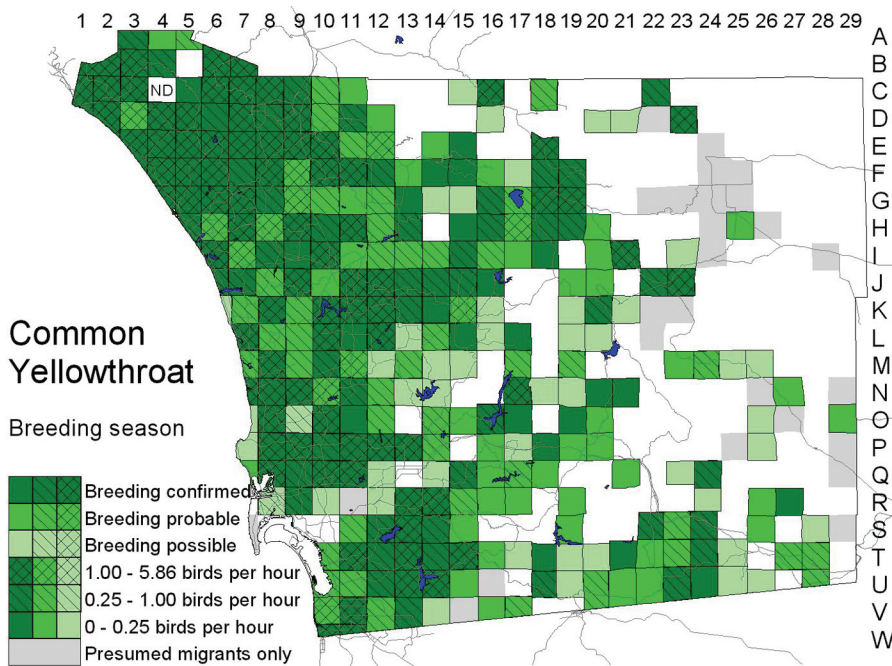 1 2 3 4 5 6 7 8 9 10 11 12 13 14 15 16 17 18 19 20 21 22 23 24 25 26 27 28 29
A
B
C
ND
D
E
F
G
H
I
J
K
L
M
N
O
P
Q
R
S
T
U
V
W
Common
Yellowthroat
Breeding season
Breeding confirmed
Breeding probable
Breeding possible
1.00 - 5.86 birds per hour
0.25 - 1.00 birds per hour
0 - 0.25 birds per hour
Presumed migrants only